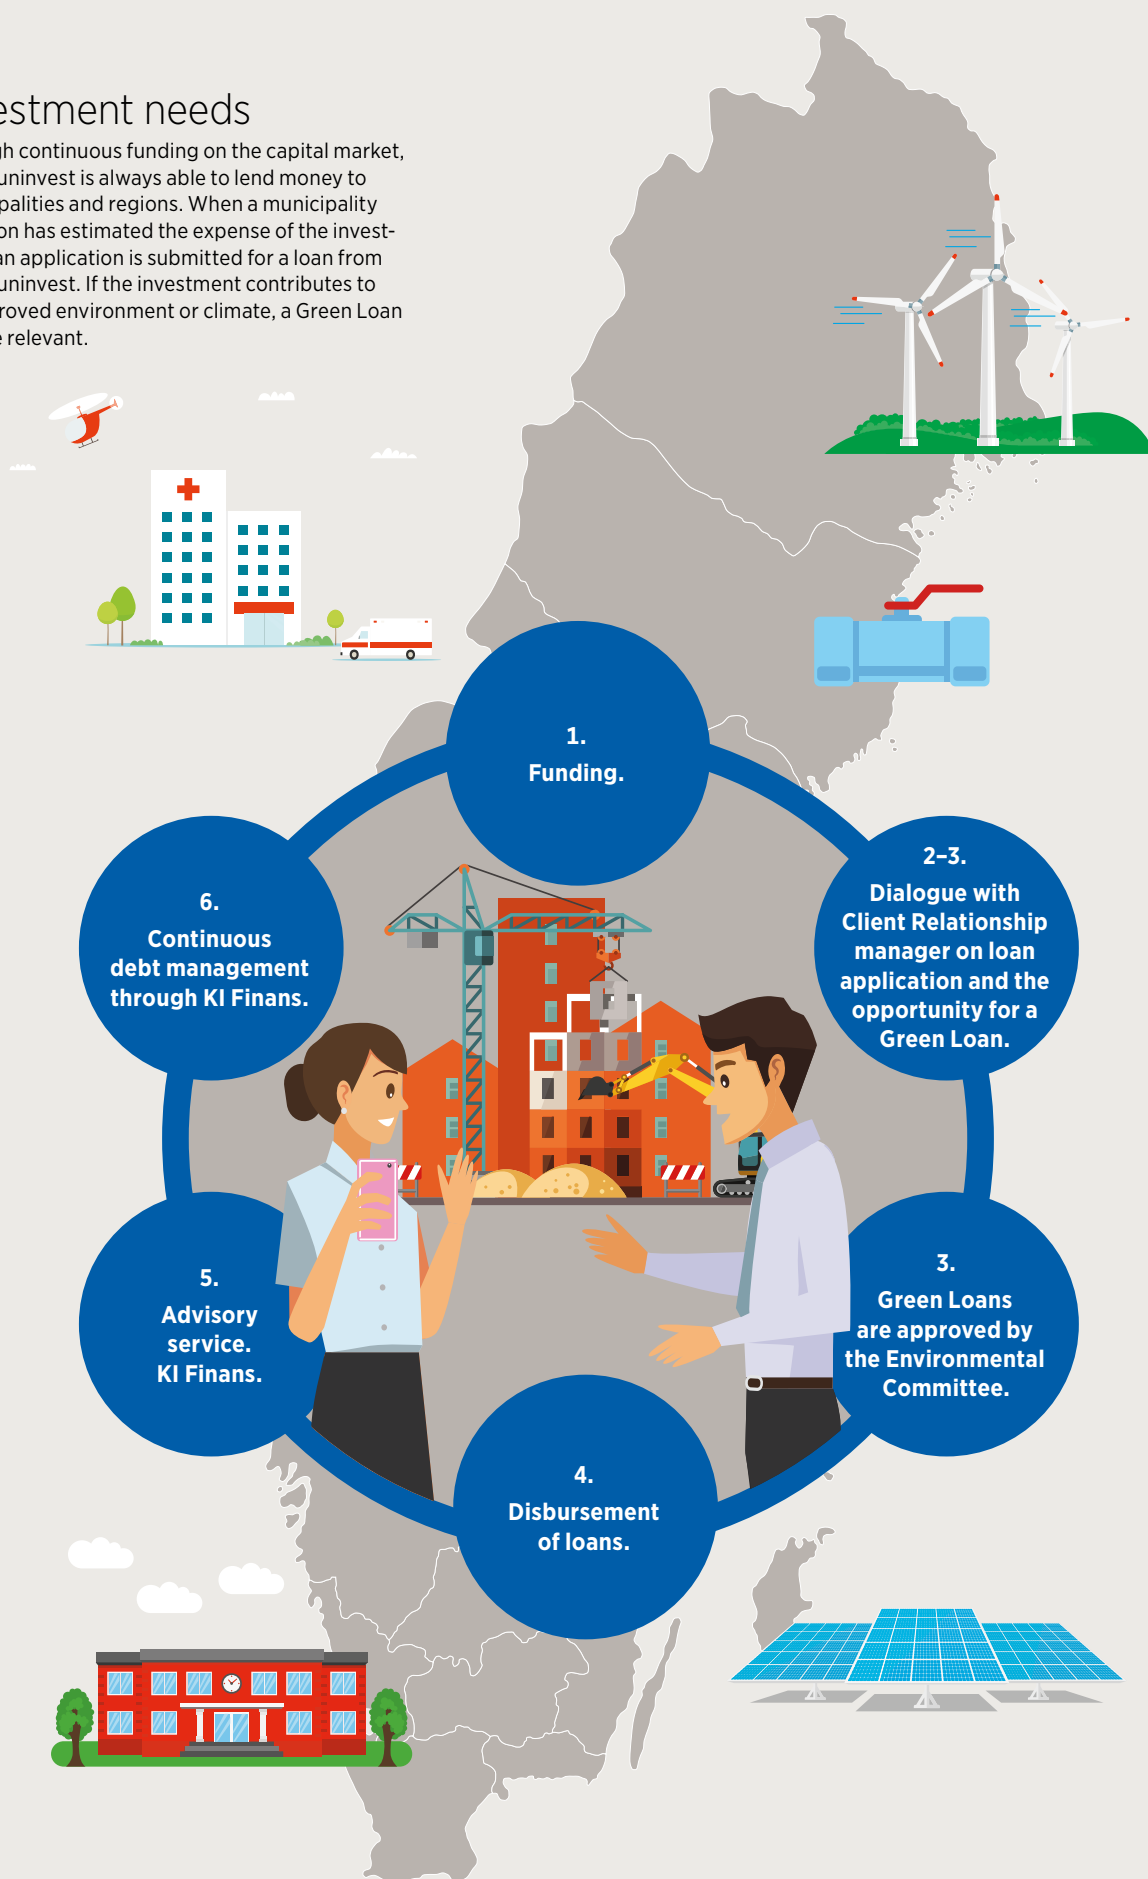 estment needs
gh continuous funding on the capital market,
uninvest is always able to lend money to
palities and regions. When a municipality
on has estimated the expense of the invest-
an application is submitted for a loan from
uninvest. If the investment contributes to
roved environment or climate, a Green Loan
e relevant.
1.
Funding.
2–3.
Dialogue with
Client Relationship
manager on loan
application and the
opportunity for a
Green Loan.
3.
Green Loans
are approved by
the Environmental
Committee.
4.
Disbursement
of loans.
5.
Advisory
service.
KI Finans.
6.
Continuous
debt management
through KI Finans.